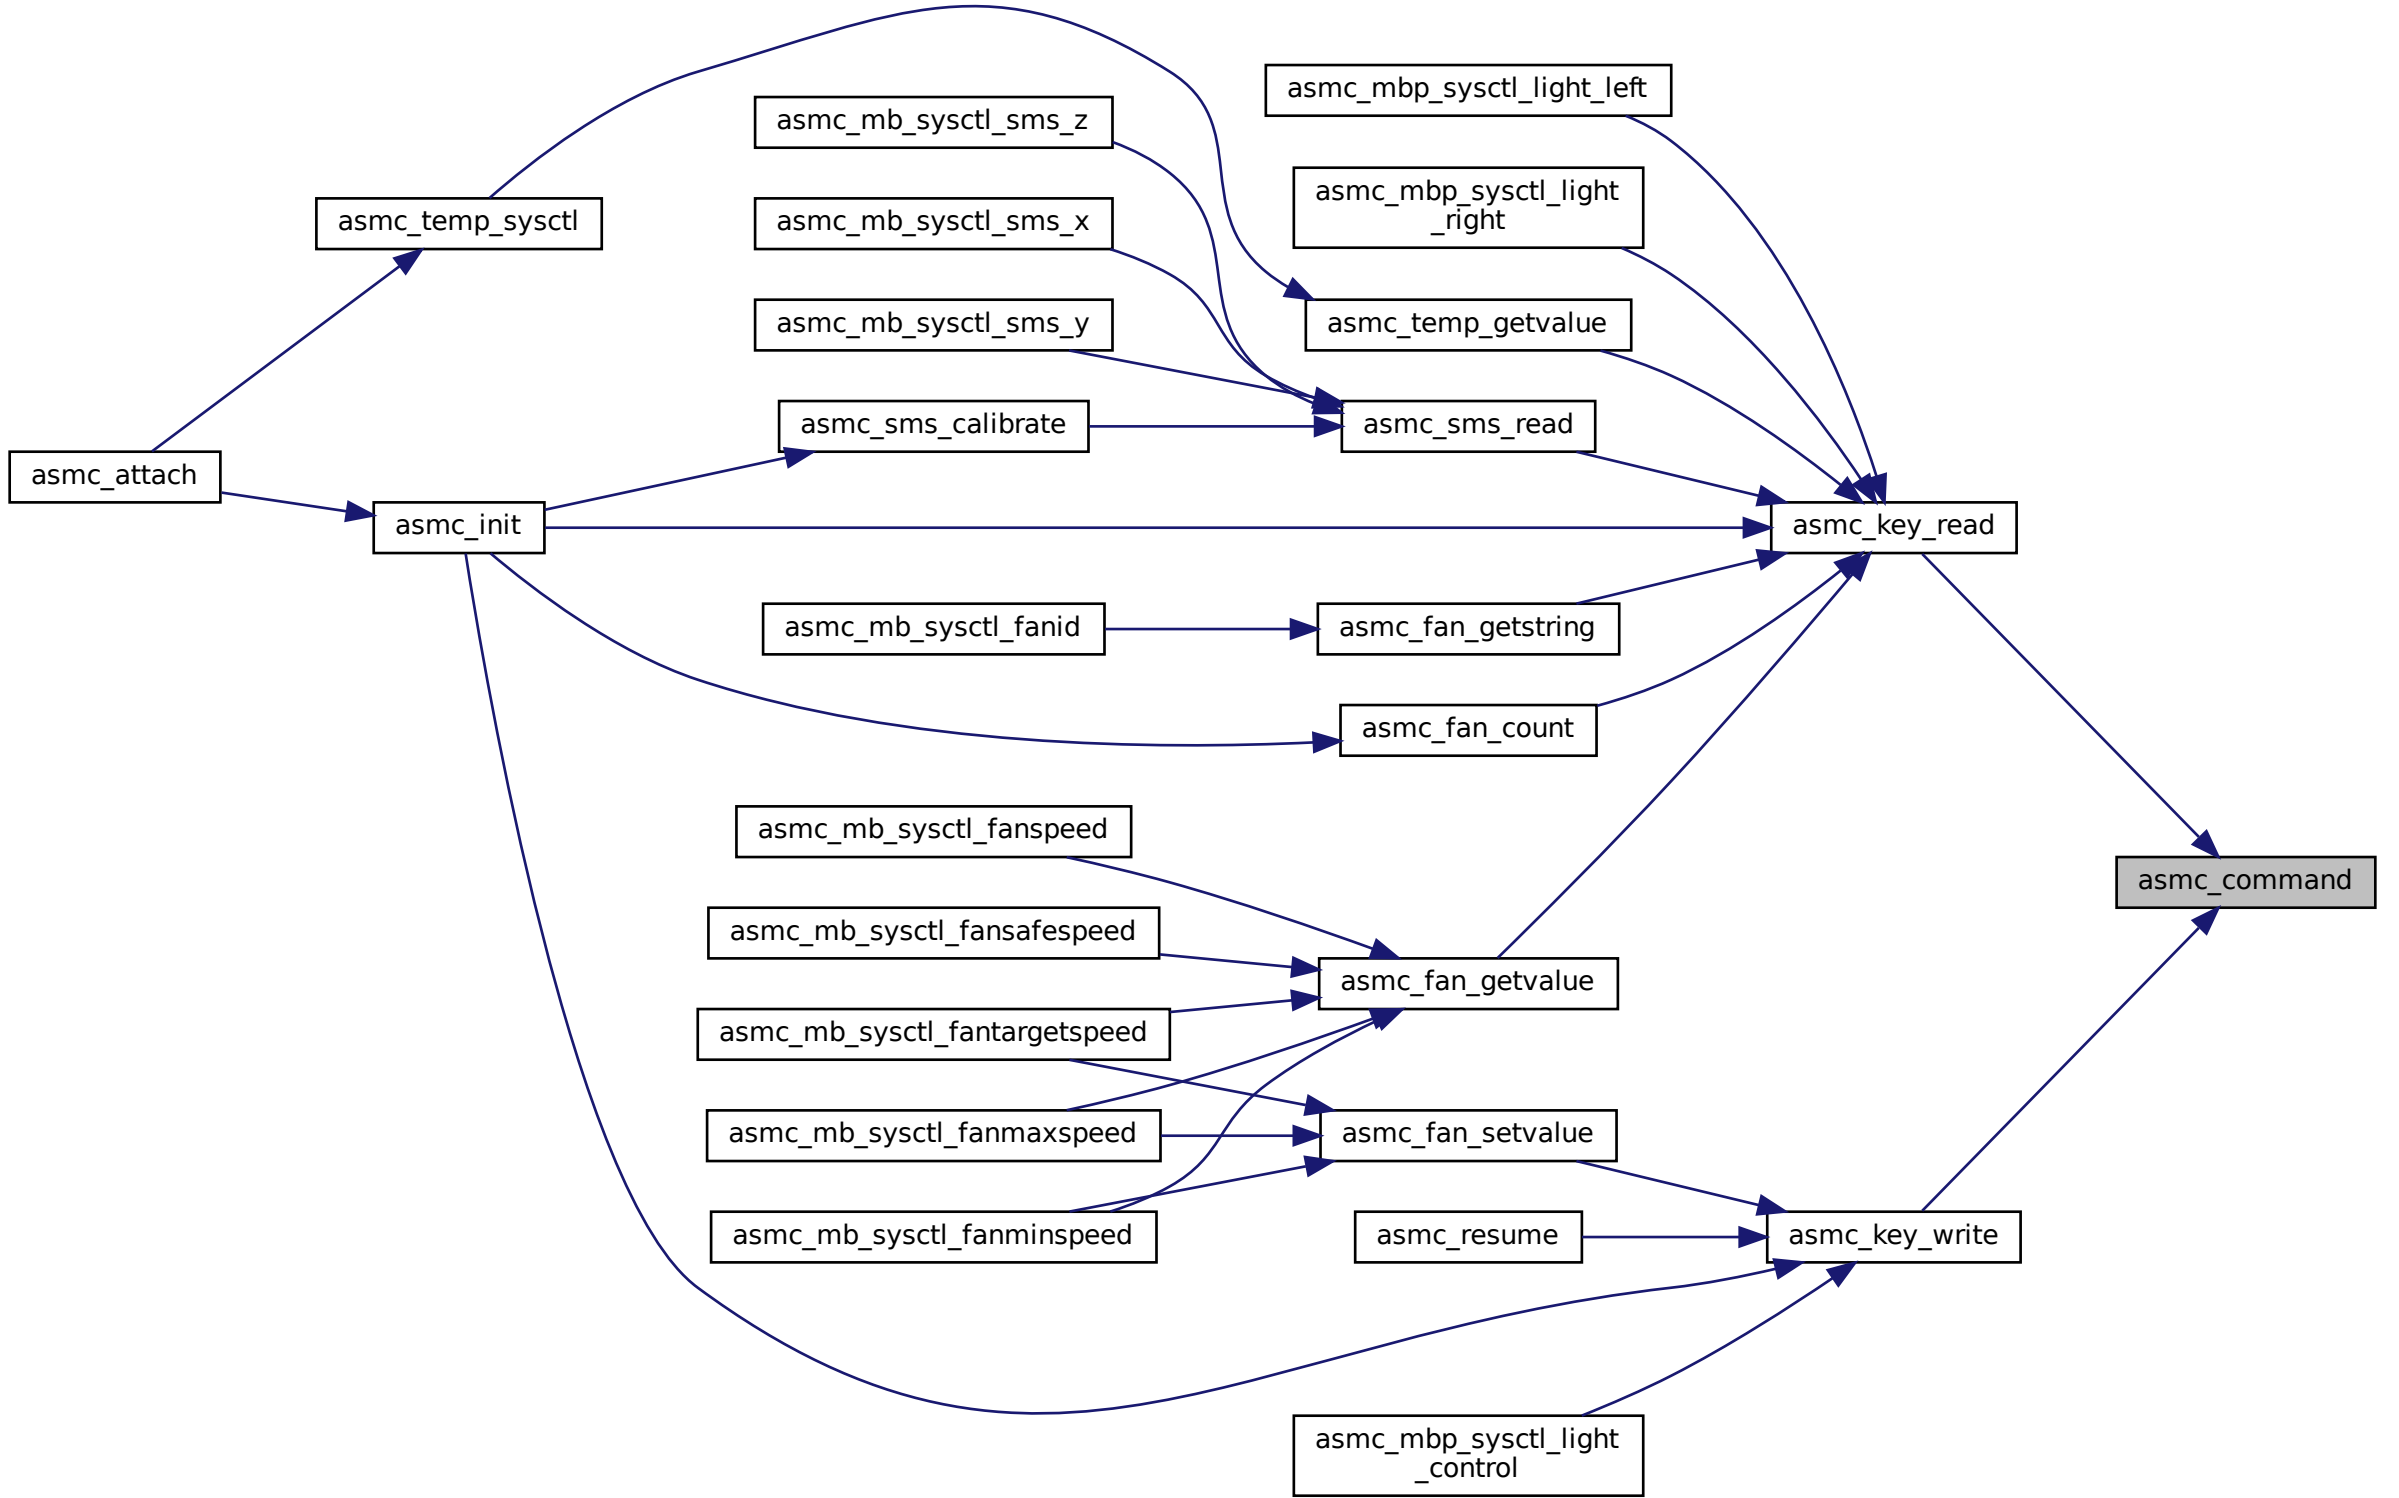 asmc_mbp_sysctl_light_left
asmc_mb_sysctl_sms_z
asmc_mbp_sysctl_light
_right
asmc_temp_sysctl
asmc_mb_sysctl_sms_x
asmc_mb_sysctl_sms_y
asmc_temp_getvalue
asmc_sms_calibrate
asmc_sms_read
asmc_attach
asmc_init
asmc_key_read
asmc_mb_sysctl_fanid
asmc_fan_getstring
asmc_fan_count
asmc_mb_sysctl_fanspeed
asmc_command
asmc_mb_sysctl_fansafespeed
asmc_fan_getvalue
asmc_mb_sysctl_fantargetspeed
asmc_mb_sysctl_fanmaxspeed
asmc_fan_setvalue
asmc_mb_sysctl_fanminspeed
asmc_resume
asmc_key_write
asmc_mbp_sysctl_light
_control